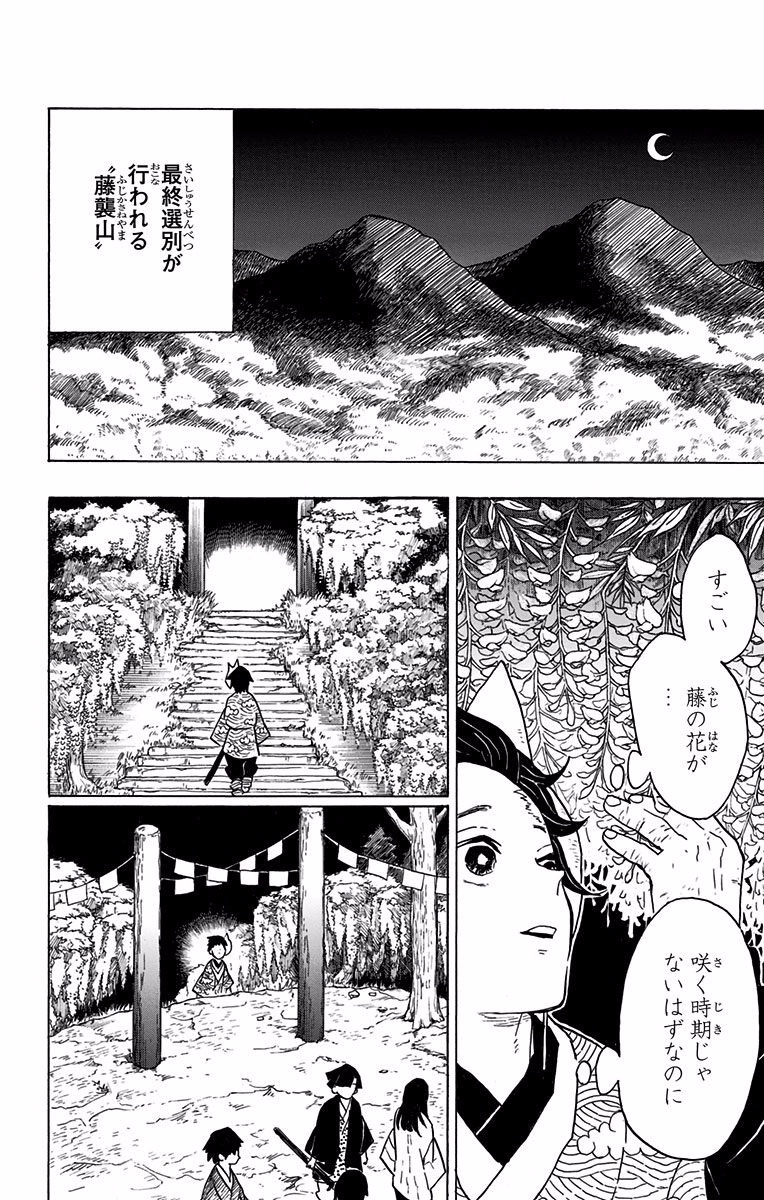 最終選別が
行われる
〝藤襲山〟
すごい
藤の花が
…
咲く時期じゃ
ないはずなのに